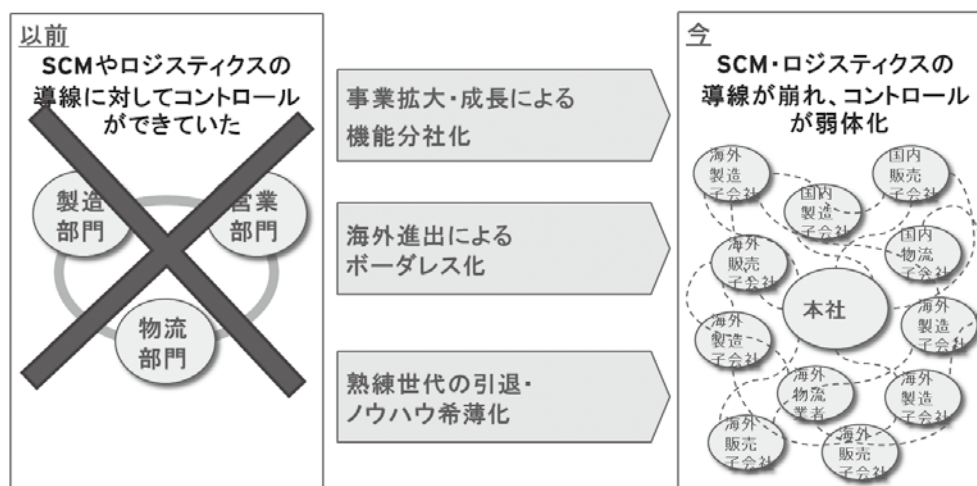 以前
SCMやロジスティクスの
導線に対してコントロール
ができていた
製造
部門
営業
部門
物流
部門
事業拡大・成長による
機能分社化
海外進出による
ボーダレス化
熟練世代の引退・
ノウハウ希薄化
今
SCM・ロジスティクスの
導線が崩れ、コントロール
が弱体化
海外
製造
子会社
国内
販売
子会社
国内
製造
子会社
国内
物流
子会社
海外
販売
子会社
本社
海外
製造
子会社
海外
製造
子会社
海外
物流
業者
海外
製造
子会社
海外
販売
子会社
海外
販売
子会社